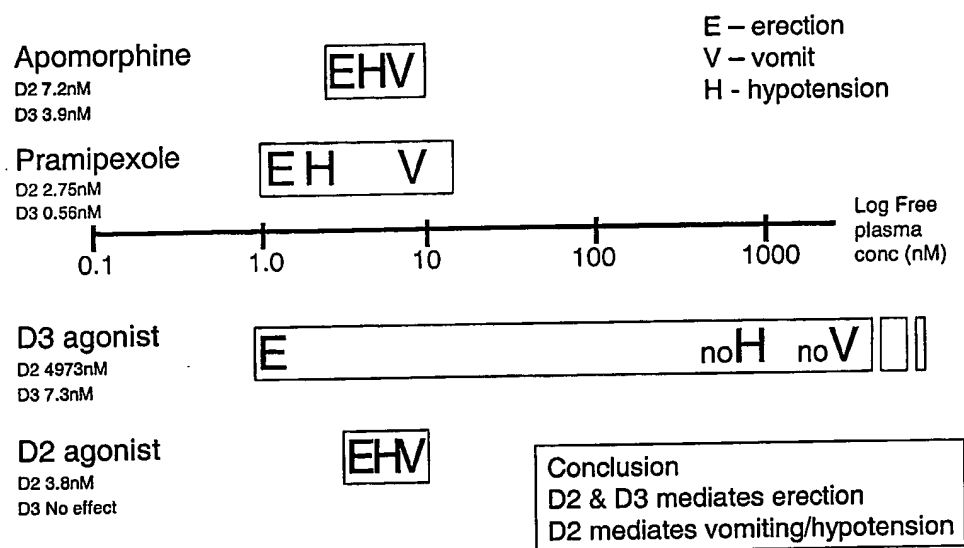 Apomorphine
D2 7.2nM
D3 3.9nM
EHV
E – erection
V – vomit
H - hypotension
Pramipexole
D2 2.75nM
D3 0.56nM
E H V
0.1 1.0 10 100 1000
Log Free
plasma
conc (nM)
D3 agonist
D2 4973nM
D3 7.3nM
E noH noV
D2 agonist
D2 3.8nM
D3 No effect
EHV
Conclusion
D2 & D3 mediates erection
D2 mediates vomiting/hypotension